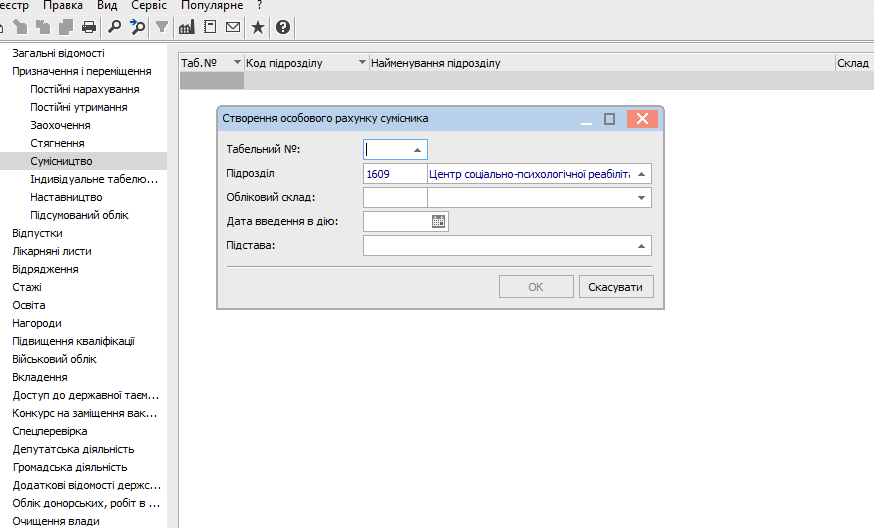 еєстр Правка Вид Сервіс Популярне ?
Загальні відомості
Призначення і переміщення
Постійні нарахування
Постійні утримання
Заохочення
Стягнення
Сумісництво
Індивідуальне табелю...
Наставництво
Підсумований облік
Відпустки
Лікарняні листи
Відрядження
Стажі
Освіта
Нагороди
Підвищення кваліфікації
Військовий облік
Вкладення
Доступ до державної таєм...
Конкурс на заміщення вак...
Спецперевірка
Депутатська діяльність
Громадська діяльність
Додаткові відомості держс...
Облік донорських, робіт в ...
Очищення влади
Таб.№ Код підрозділу Найменування підрозділу Склад
Створення особового рахунку сумісника
Табельний №:
Підрозділ 1609 Центр соціально-психологічної реабіліта
Обліковий склад:
Дата введення в дію:
Підстава:
ОК Скасувати